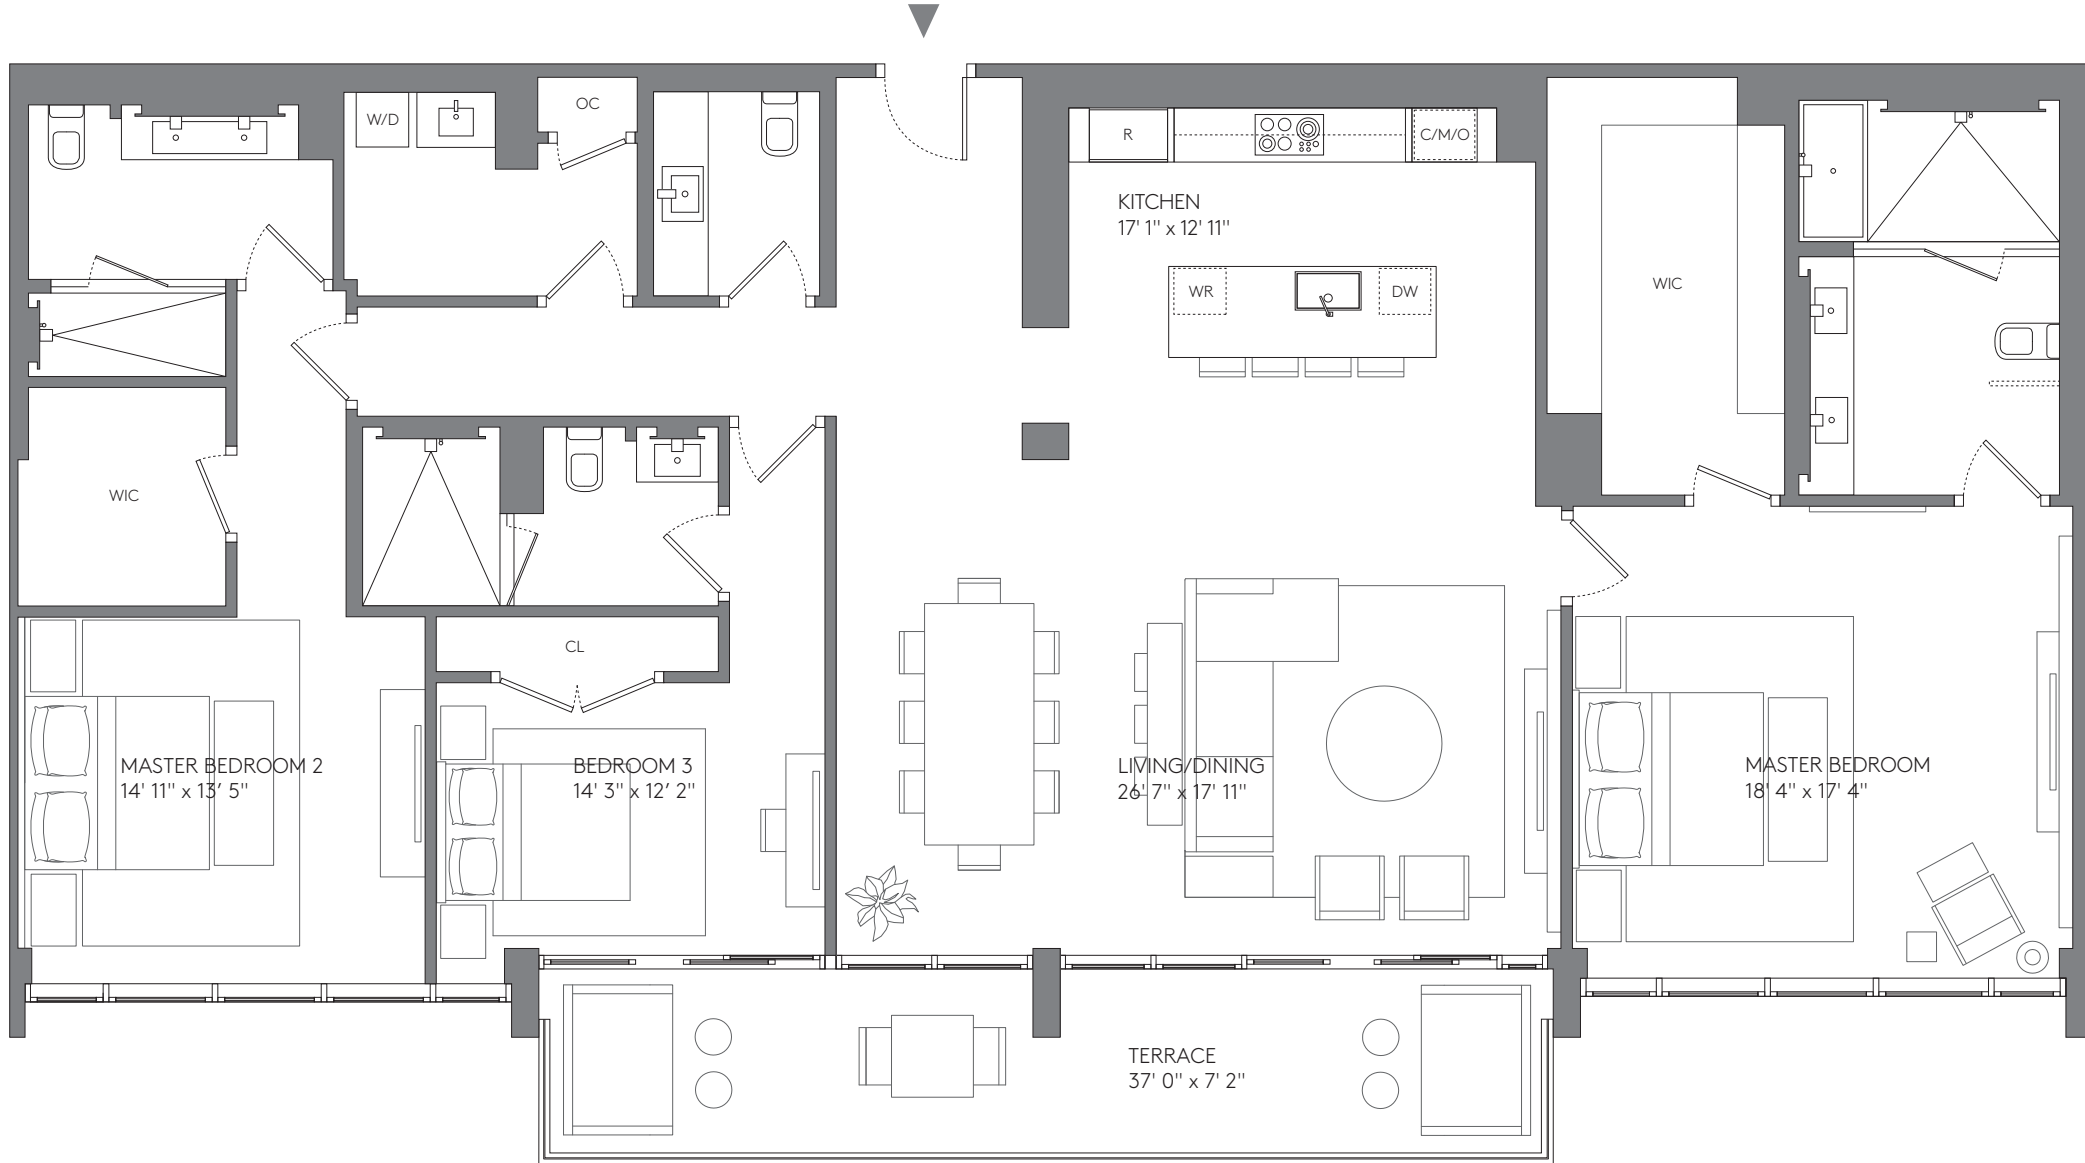 OC
W/D
R
C/M/O
KITCHEN
17' 1" x 12' 11"
WIC
WR
DW
WIC
CL
MASTER BEDROOM 2
14' 11" x 13' 5"
BEDROOM 3
14' 3" x 12' 2"
LIVING/DINING
26' 7" x 17' 11"
MASTER BEDROOM
18' 4" x 17' 4"
TERRACE
37' 0" x 7' 2"